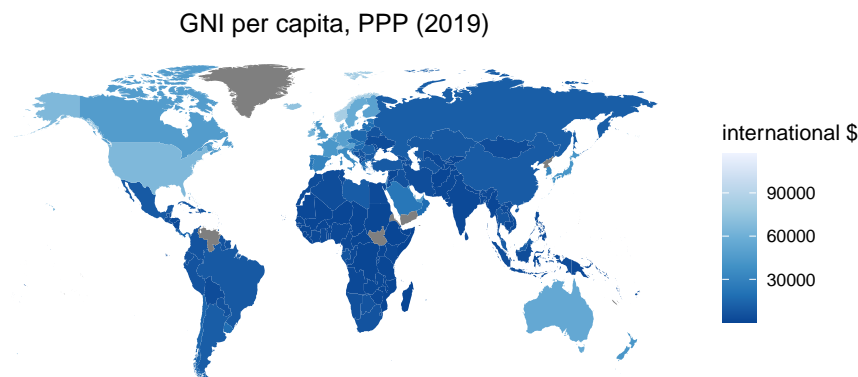 GNI per capita, PPP (2019)
international $
90000
60000
30000